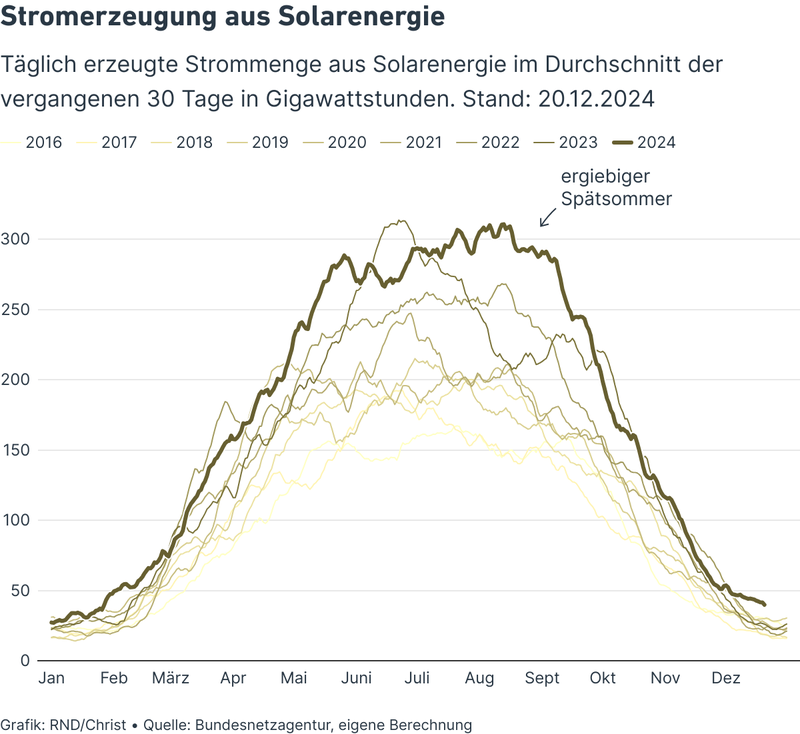 Stromerzeugung aus Solarenergie
Täglich erzeugte Strommenge aus Solarenergie im Durchschnitt der
vergangenen 30 Tage in Gigawattstunden. Stand: 20.12.2024
2016 2017 2018 2019 2020 2021 2022 2023 2024
ergiebiger
Spätsommer
300
250
200
150
100
50
0
Jan Feb März Apr Mai Juni Juli Aug Sept Okt Nov Dez
Grafik: RND/Christ • Quelle: Bundesnetzagentur, eigene Berechnung